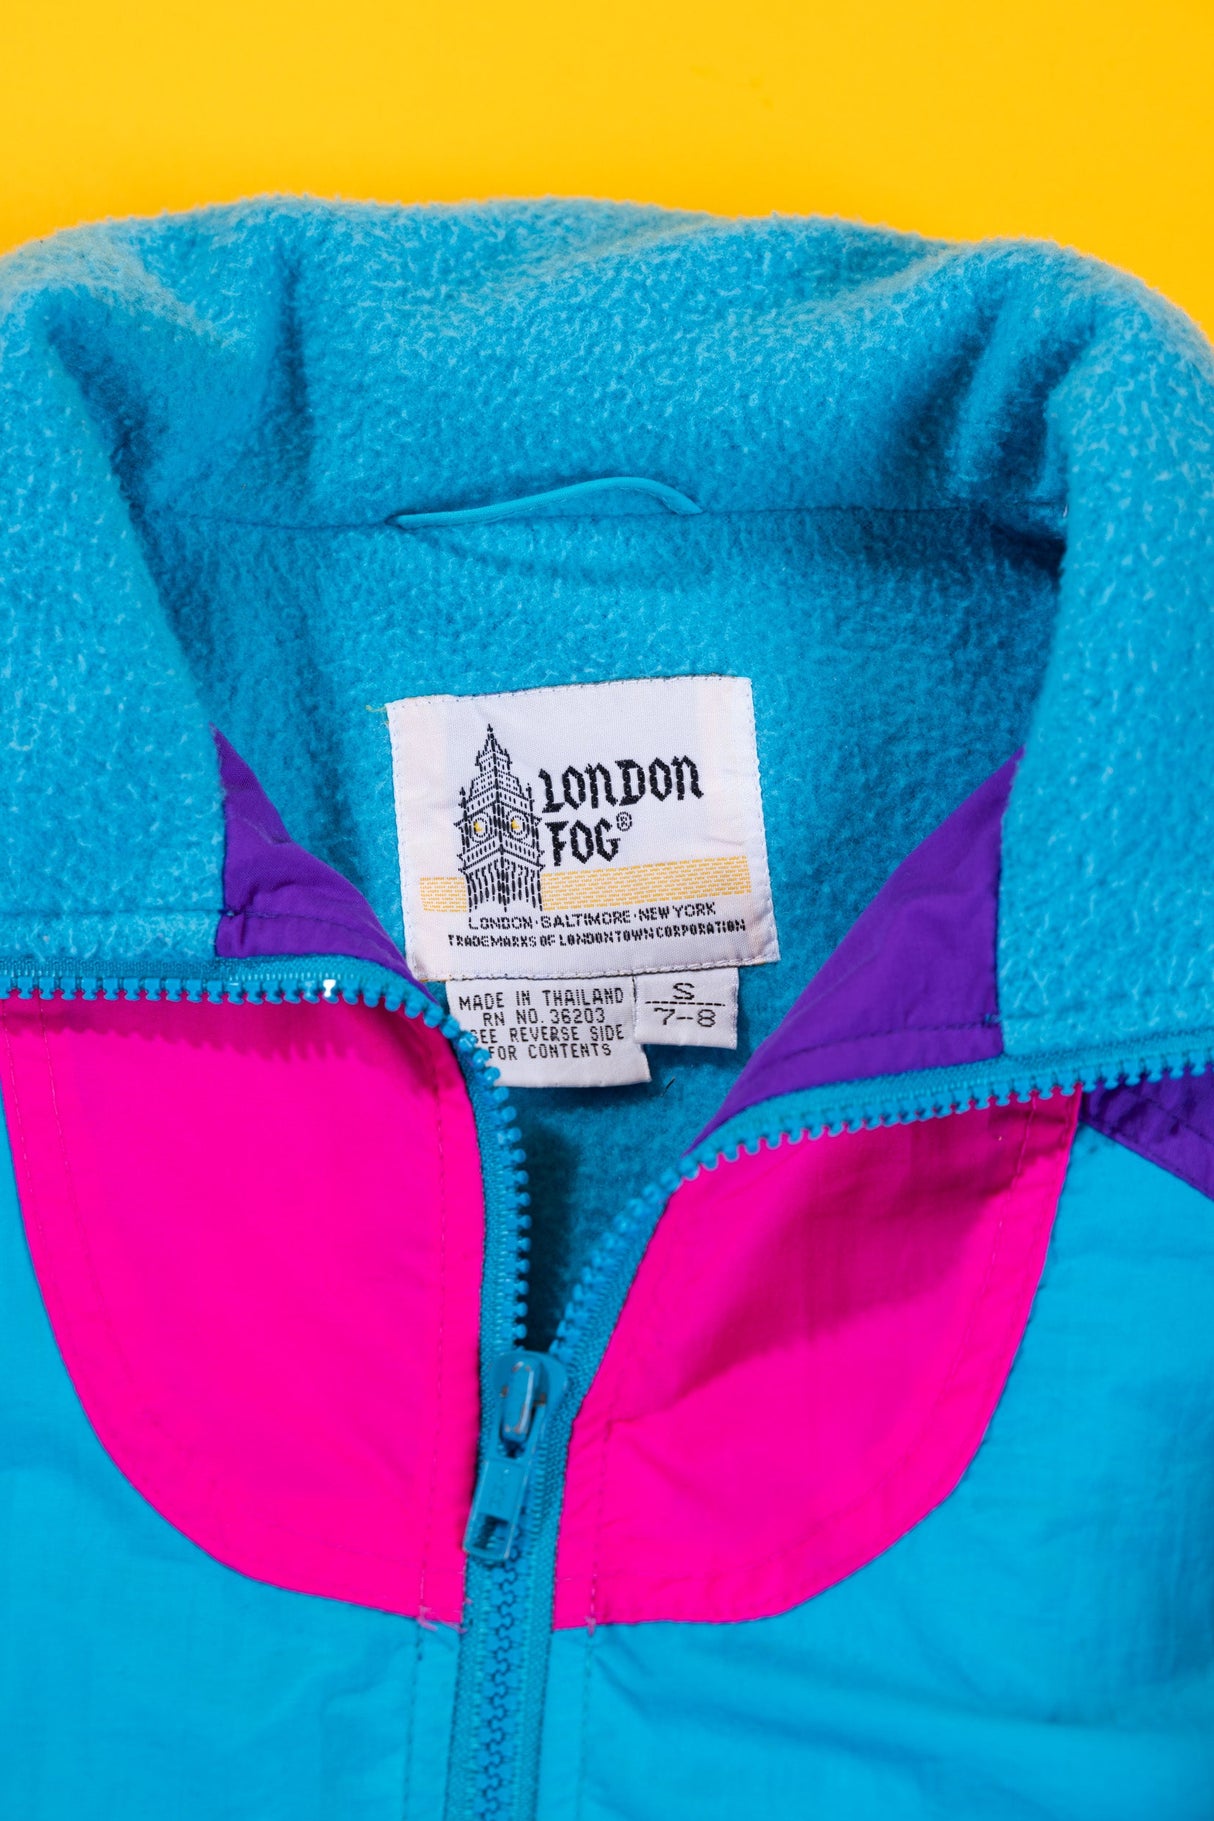 LONDON
FOG®
LONDON·BALTIMORE·NEW YORK
TRADEMARKS OF LONDONTOWN CORPORATION
MADE IN THAILAND
RN NO. 36203
SEE REVERSE SIDE
FOR CONTENTS
S
7-8